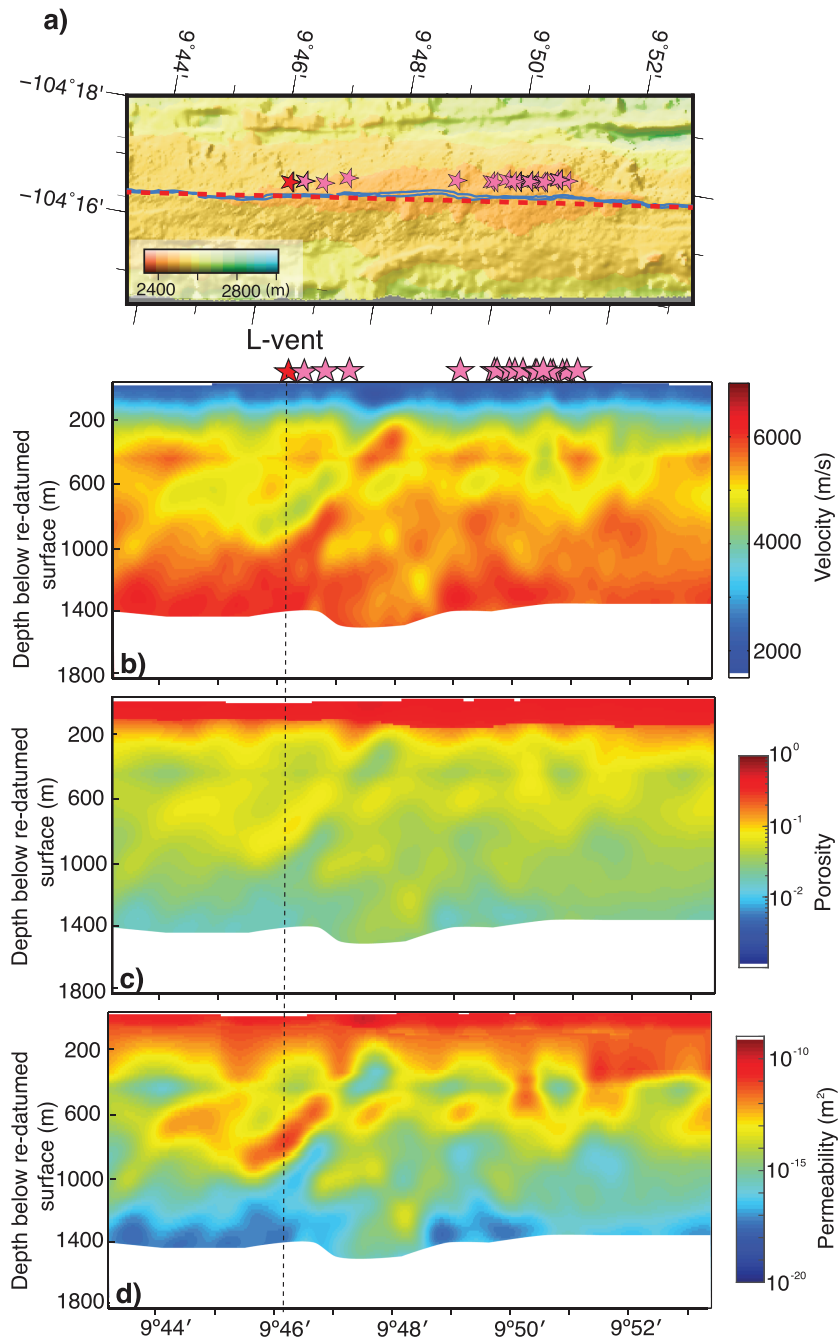 a)
9°44′ 9°46′ 9°48′ 9°50′ 9°52′
−104°18′
−104°16′
2400 2800 (m)
L-vent
200
600
1000
1400
1800
Depth below re-datumed
surface (m)
b)
6000
4000
2000
Velocity (m/s)
200
600
1000
1400
1800
Depth below re-datumed
surface (m)
c)
10⁰
10⁻¹
10⁻²
Porosity
200
600
1000
1400
1800
Depth below re-datumed
surface (m)
d)
10⁻¹⁰
10⁻¹⁵
10⁻²⁰
Permeability (m²)
9°44′ 9°46′ 9°48′ 9°50′ 9°52′